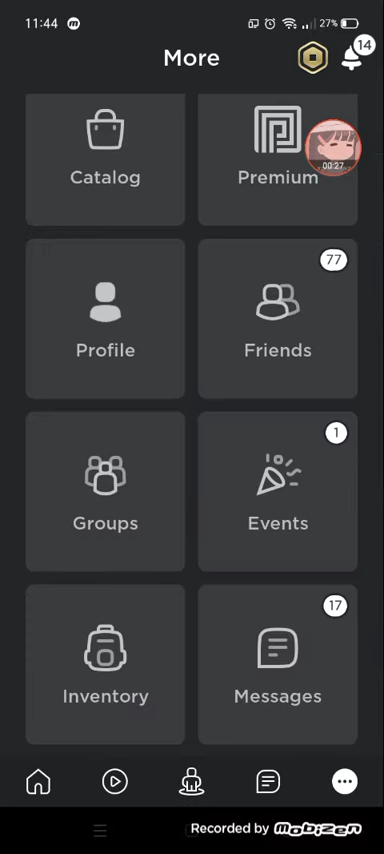 11:44 m 27%
More 14
Catalog Premium
00:27
77
Profile Friends
1
Groups Events
17
Inventory Messages
Recorded by mobizen